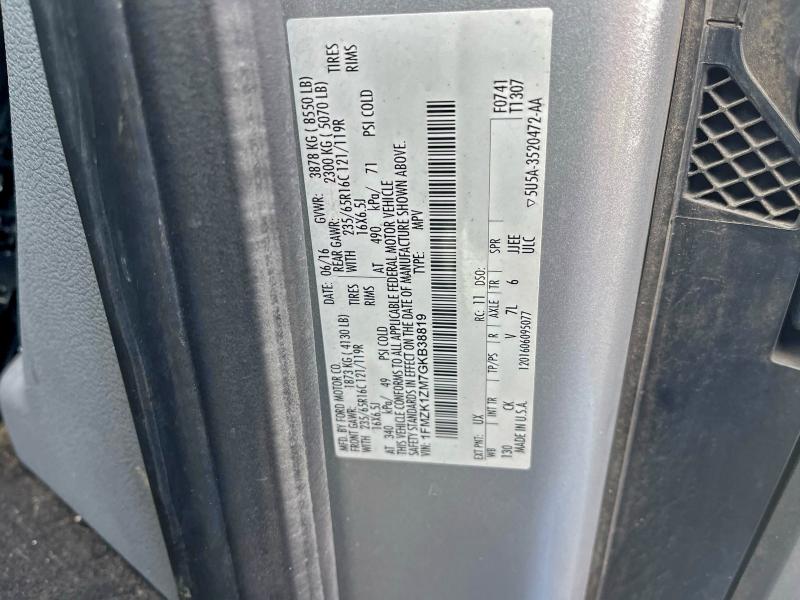 MFD. BY FORD MOTOR CO. DATE: 06/16 GVWR: 3878 KG ( 8550 LB)
FRONT GAWR: 1873 KG ( 4130 LB) REAR GAWR: 2300 KG ( 5070 LB)
WITH 235/65R16C 121/119R TIRES WITH 235/65R16C 121/119R TIRES
16X6.5J RIMS 16X6.5J RIMS
AT 340 kPa/ 49 PSI COLD AT 490 kPa/ 71 PSI COLD
THIS VEHICLE CONFORMS TO ALL APPLICABLE FEDERAL MOTOR VEHICLE
SAFETY STANDARDS IN EFFECT ON THE DATE OF MANUFACTURE SHOWN ABOVE.
VIN: 1FMZK1ZM7GKB38819 TYPE: MPV
EXT PNT: UX RC: 11 DSO: F0741
T1307
WB INT TR TP/PS R AXLE TR SPR
130 CK V 7L 6 JJEE
MADE IN U.S.A. 120160609507 ULC
▽5U5A-3520472-AA